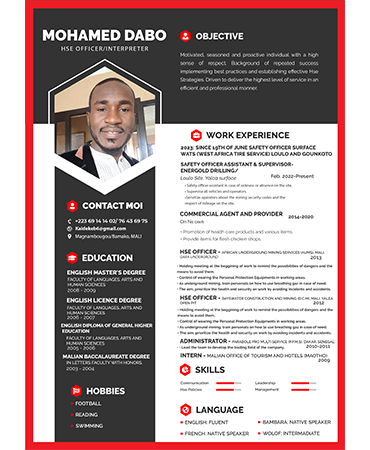 MOHAMED DABO
HSE OFFICER/INTERPRETER
OBJECTIVE
Motivated, seasoned and proactive individual with a high
sense of respect. Background of repeated success
implementing best practices and establishing effective Hse
Strategies. Driven to deliver the highest level of service in an
efficient and professional manner.
CONTACT MOI
+223 69 14 14 02/ 76 43 69 75
Kaidekobé@gmail.com
Magnambougou/Bamako, MALI
EDUCATION
ENGLISH MASTER'S DEGREE
FACULTY OF LANGUAGES, ARTS AND
HUMAN SCIENCES
2008 - 2009
ENGLISH LICENCE DEGREE
FACULTY OF LANGUAGES, ARTS AND
HUMAN SCIENCES
2006 - 2007
ENGLISH DIPLOMA OF GENERAL HIGHER
EDUCATION
FACULTY OF LANGUAGES, ARTS AND
HUMAN SCIENCES
2005 - 2006
MALIAN BACCALAUREATE DEGREE
IN LETTERS FACULTY WITH HONORS
2003 - 2004
HOBBIES
FOOTBALL
READING
SWIMMING
WORK EXPERIENCE
2023: SINCE 19TH OF JUNE SAFETY OFFICER SURFACE
WATS (WEST AFRICA TIRE SERVICE) LOULO AND GOUNKOTO
SAFETY OFFICER ASSISTANT & SUPERVISOR-
ENERGOLD DRILLING/
Feb. 2022-Present
Loulo Site, Yalea surface
- Safety officer assistant in case of sickness or absence on the site
- Supervise all vehicles and operators
- Sensitize operators about the mining security rules and the
respect of mileage on the site
COMMERCIAL AGENT AND PROVIDER 2014-2020
On his own
- Promotion of health care products and various items
- Provide items for flesh chicken shops
HSE OFFICER - AFRICAN UNDERGROUND MINING SERVICES (AUMS), MALI
GARA UNDERGROUND 2013
- Holding meeting at the beginning of work to remind the possibilities of dangers and the
means to avoid them.
- Control of wearing the Personal Protection Equipments in working areas.
- As underground mining, train personals on how to use breathing gas in case of need.
- The aim: prioritize the health and security on work by avoiding incidents and accidents.
HSE OFFICER - BAYSWATER CONSTRUCTION AND MINING (B-CM), MALI YALEA
OPEN PIT 2012
- Holding meeting at the beginning of work to remind the possibilities of dangers and the
means to avoid them.
- Control of wearing the Personal Protection Equipments in working areas.
- As underground mining, train personals on how to use breathing gas in case of need.
- The aim: prioritize the health and security on work by avoiding incidents and accidents.
ADMINISTRATOR - PARABOLE PRO MULTI SERVICE M SI, DAKAR, SENEGAL
- Lead the team to develop the leading trade of the company. 2010-2011
INTERN - MALIAN OFFICE OF TOURISM AND HOTELS (MAOTHO)
2009
SKILLS
Communication
Leadership
Hse Policies
Management
LANGUAGE
ENGLISH: FLUENT
BAMBARA: NATIVE SPEAKER
FRENCH: NATIVE SPEAKER
WOLOF: INTERMADIATE